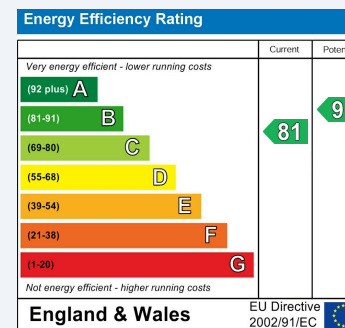 Energy Efficiency Rating
Current
Very energy efficient - lower running costs
(92 plus) A
(81-91) B
(69-80) C
(55-68) D
(39-54) E
(21-38) F
(1-20) G
81
Not energy efficient - higher running costs
England & Wales
EU Directive
2002/91/EC